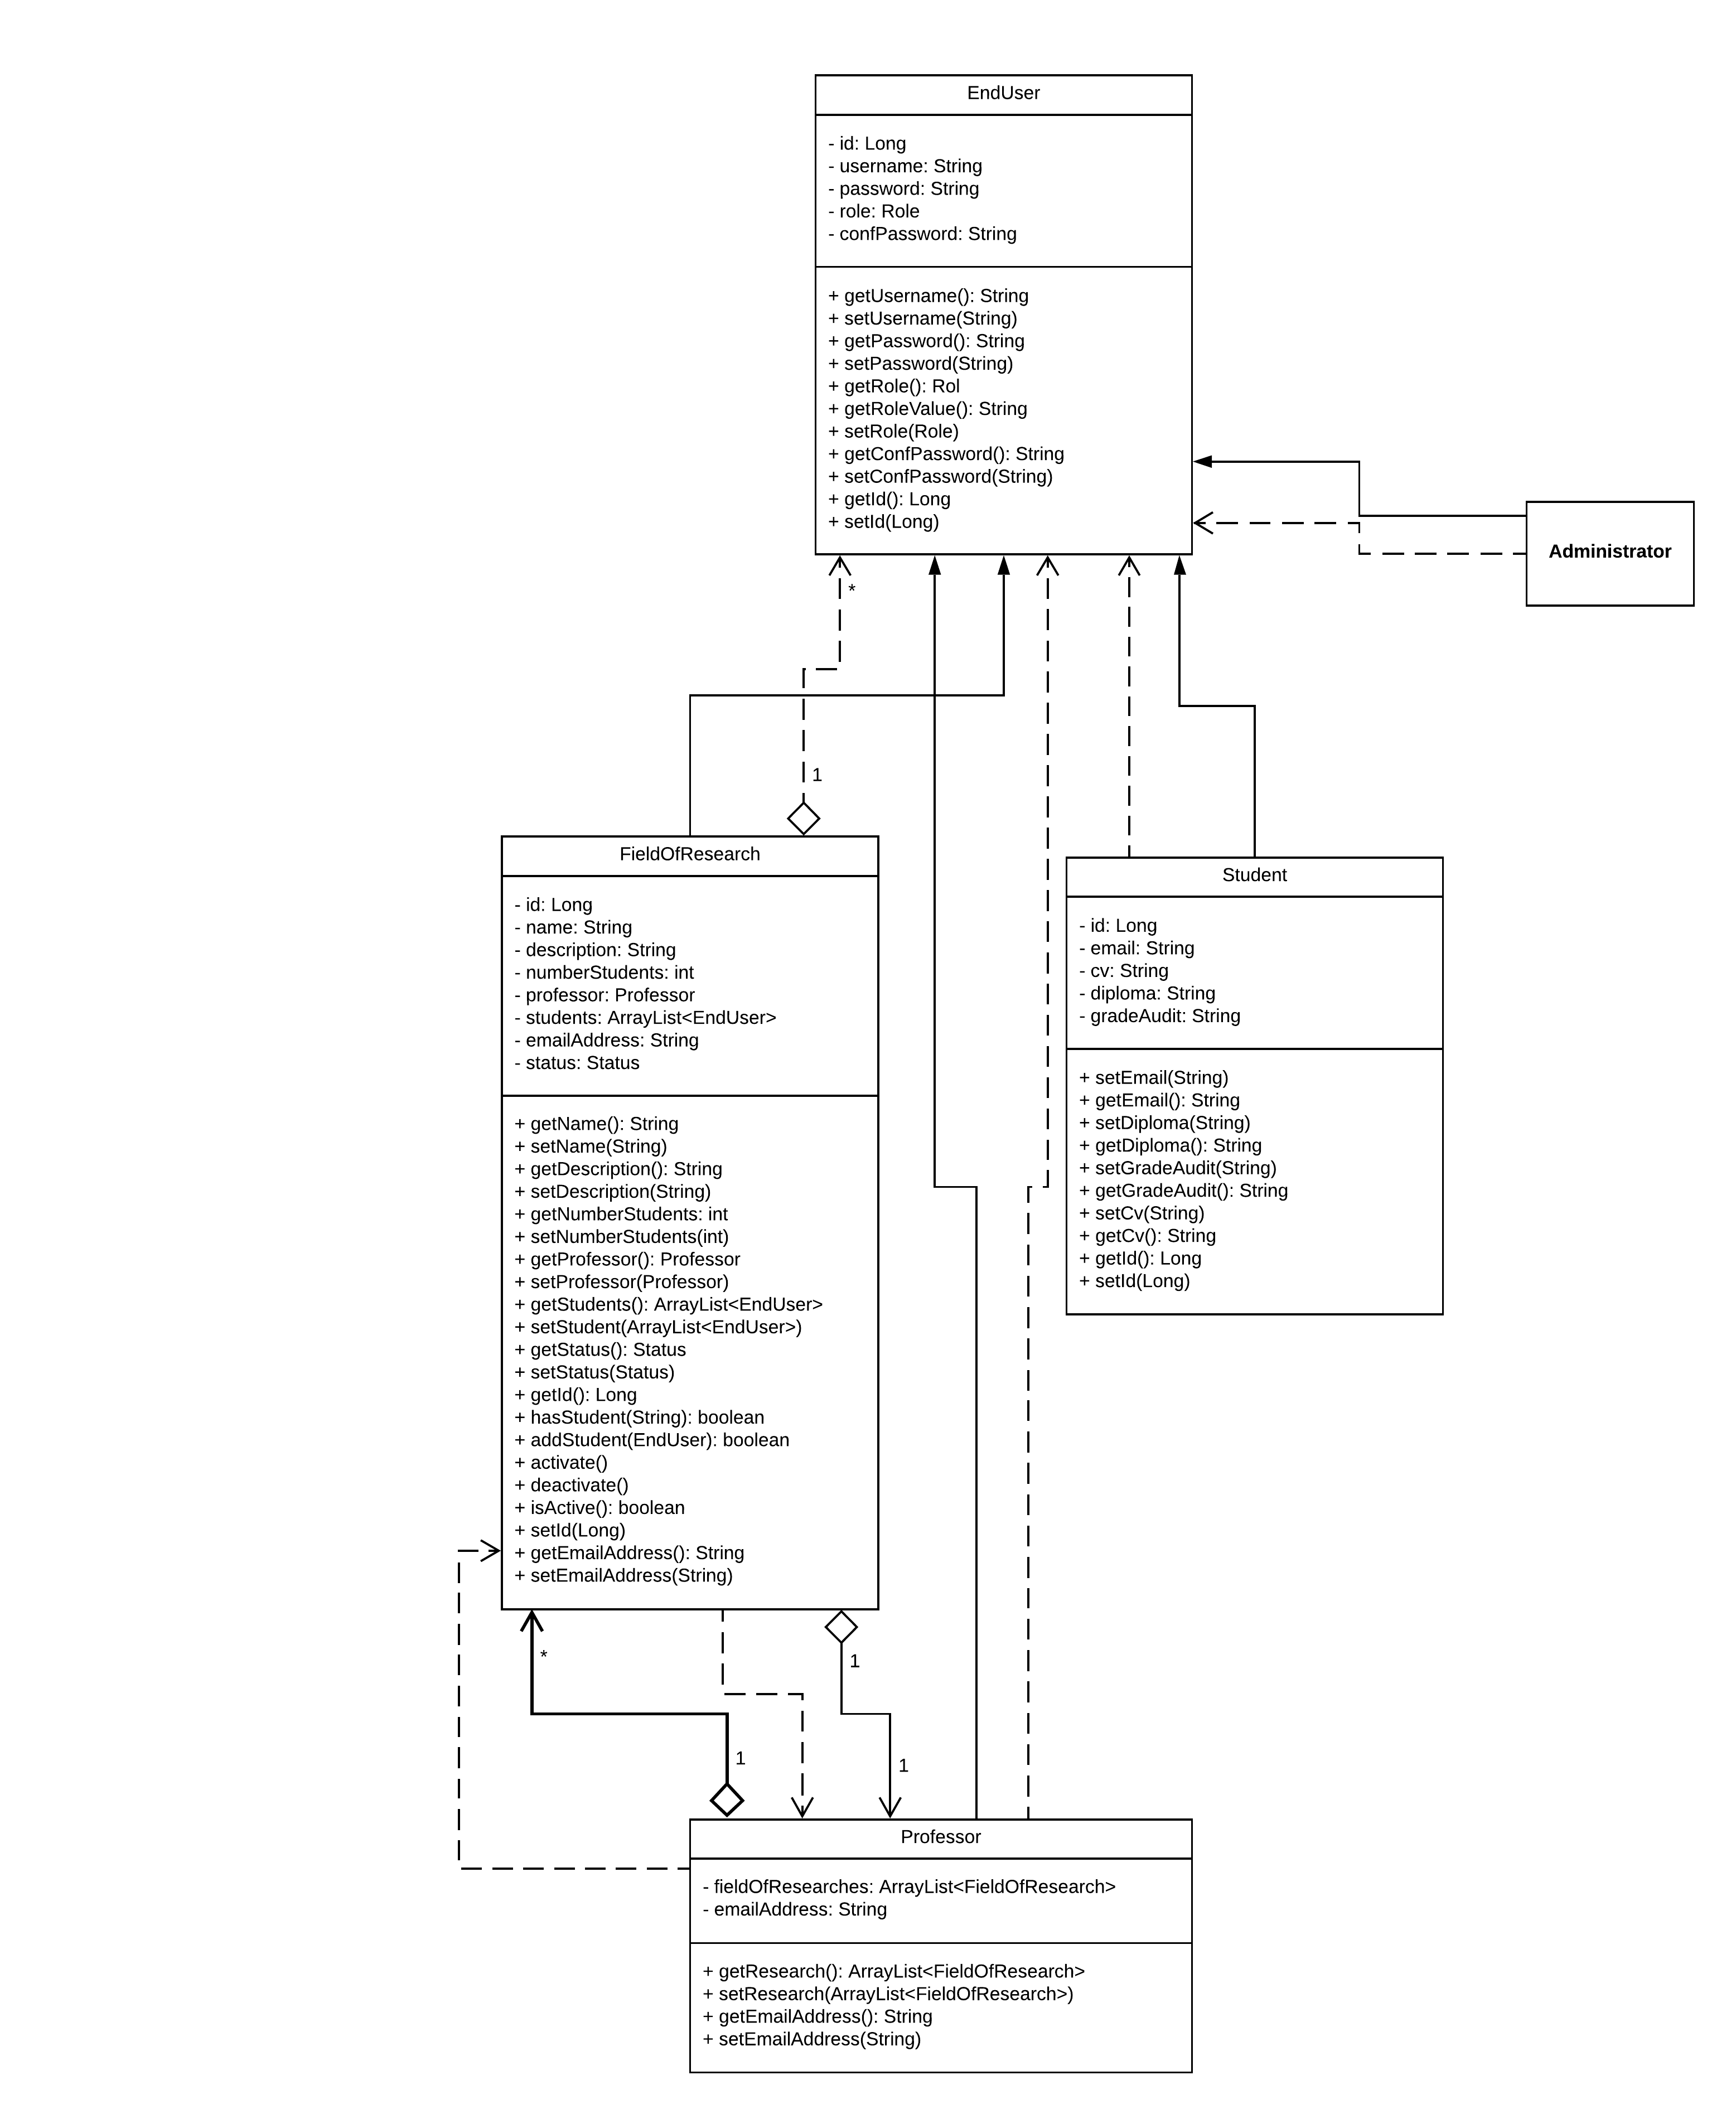 EndUser
- id: Long
- username: String
- password: String
- role: Role
- confPassword: String
+ getUsername(): String
+ setUsername(String)
+ getPassword(): String
+ setPassword(String)
+ getRole(): Rol
+ getRoleValue(): String
+ setRole(Role)
+ getConfPassword(): String
+ setConfPassword(String)
+ getId(): Long
+ setId(Long)
Administrator
*
1
FieldOfResearch
- id: Long
- name: String
- description: String
- numberStudents: int
- professor: Professor
- students: ArrayList<EndUser>
- emailAddress: String
- status: Status
+ getName(): String
+ setName(String)
+ getDescription(): String
+ setDescription(String)
+ getNumberStudents: int
+ setNumberStudents(int)
+ getProfessor(): Professor
+ setProfessor(Professor)
+ getStudents(): ArrayList<EndUser>
+ setStudent(ArrayList<EndUser>)
+ getStatus(): Status
+ setStatus(Status)
+ getId(): Long
+ hasStudent(String): boolean
+ addStudent(EndUser): boolean
+ activate()
+ deactivate()
+ isActive(): boolean
+ setId(Long)
+ getEmailAddress(): String
+ setEmailAddress(String)
Student
- id: Long
- email: String
- cv: String
- diploma: String
- gradeAudit: String
+ setEmail(String)
+ getEmail(): String
+ setDiploma(String)
+ getDiploma(): String
+ setGradeAudit(String)
+ getGradeAudit(): String
+ setCv(String)
+ getCv(): String
+ getId(): Long
+ setId(Long)
*
1
1
1
Professor
- fieldOfResearches: ArrayList<FieldOfResearch>
- emailAddress: String
+ getResearch(): ArrayList<FieldOfResearch>
+ setResearch(ArrayList<FieldOfResearch>)
+ getEmailAddress(): String
+ setEmailAddress(String)